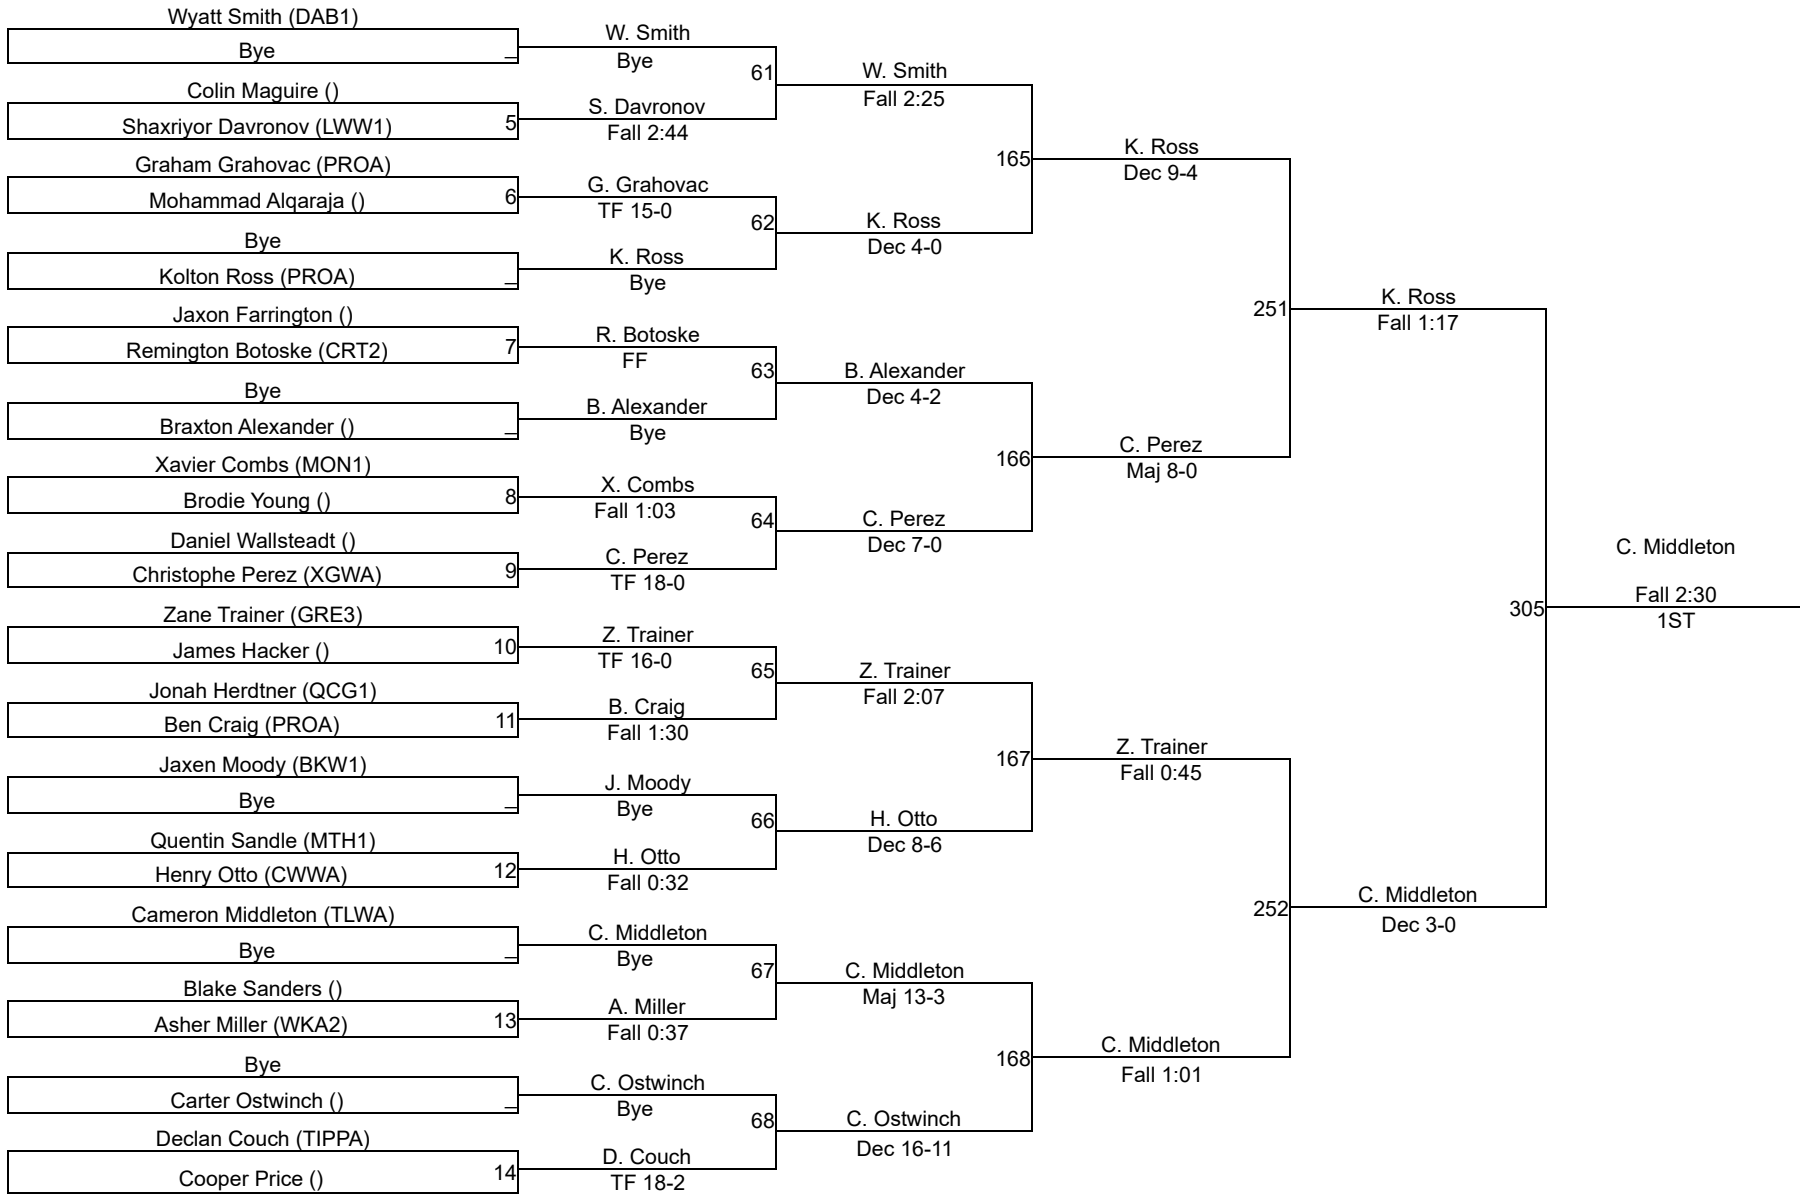 Wyatt Smith (DAB1)
Bye
_
Colin Maguire ()
Shaxriyor Davronov (LWW1)
5
Graham Grahovac (PROA)
Mohammad Alqaraja ()
6
Bye
Kolton Ross (PROA)
_
Jaxon Farrington ()
Remington Botoske (CRT2)
7
Bye
Braxton Alexander ()
_
Xavier Combs (MON1)
Brodie Young ()
8
Daniel Wallsteadt ()
Christophe Perez (XGWA)
9
Zane Trainer (GRE3)
James Hacker ()
10
Jonah Herdtner (QCG1)
Ben Craig (PROA)
11
Jaxen Moody (BKW1)
Bye
_
Quentin Sandle (MTH1)
Henry Otto (CWWA)
12
Cameron Middleton (TLWA)
Bye
_
Blake Sanders ()
Asher Miller (WKA2)
13
Bye
Carter Ostwinch ()
_
Declan Couch (TIPPA)
Cooper Price ()
14
W. Smith
Bye
61
S. Davronov
Fall 2:44
G. Grahovac
TF 15-0
62
K. Ross
Bye
R. Botoske
FF
63
B. Alexander
Bye
X. Combs
Fall 1:03
64
C. Perez
TF 18-0
Z. Trainer
TF 16-0
65
B. Craig
Fall 1:30
J. Moody
Bye
66
H. Otto
Fall 0:32
C. Middleton
Bye
67
A. Miller
Fall 0:37
C. Ostwinch
Bye
68
D. Couch
TF 18-2
W. Smith
Fall 2:25
165
K. Ross
Dec 4-0
B. Alexander
Dec 4-2
166
C. Perez
Dec 7-0
Z. Trainer
Fall 2:07
167
H. Otto
Dec 8-6
C. Middleton
Maj 13-3
168
C. Ostwinch
Dec 16-11
K. Ross
Dec 9-4
251
C. Perez
Maj 8-0
Z. Trainer
Fall 0:45
252
C. Middleton
Fall 1:01
K. Ross
Fall 1:17
305
C. Middleton
Dec 3-0
C. Middleton
Fall 2:30
1ST